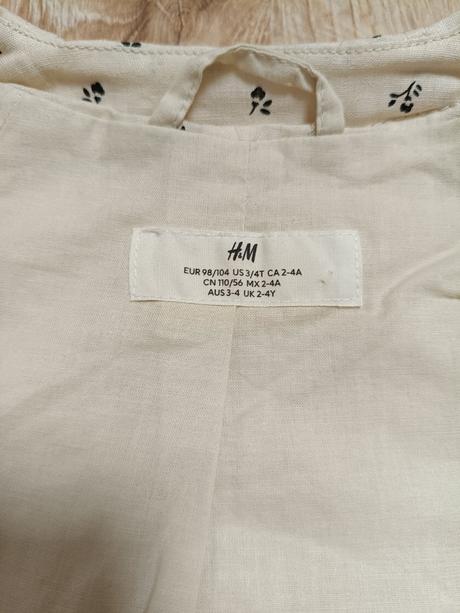 H&M
EUR 98/104 US 3/4T CA 2-4A
CN 110/56 MX 2-4A
AUS 3-4 UK 2-4Y